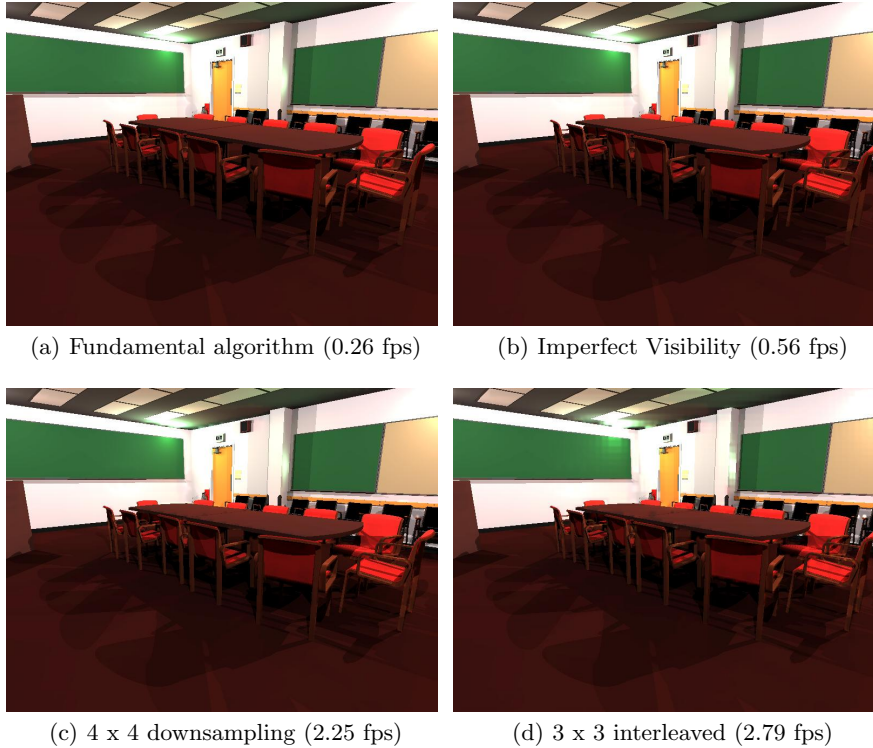 (a) Fundamental algorithm (0.26 fps)
(b) Imperfect Visibility (0.56 fps)
(c) 4 x 4 downsampling (2.25 fps)
(d) 3 x 3 interleaved (2.79 fps)